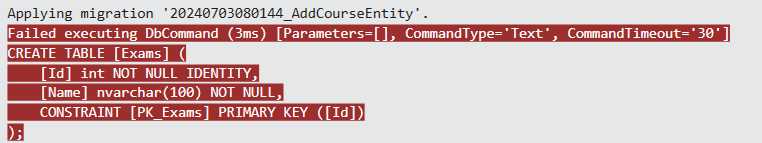 Applying migration '20240703080144_AddCourseEntity'.
Failed executing DbCommand (3ms) [Parameters=[], CommandType='Text', CommandTimeout='30']
CREATE TABLE [Exams] (
    [Id] int NOT NULL IDENTITY,
    [Name] nvarchar(100) NOT NULL,
    CONSTRAINT [PK_Exams] PRIMARY KEY ([Id])
);